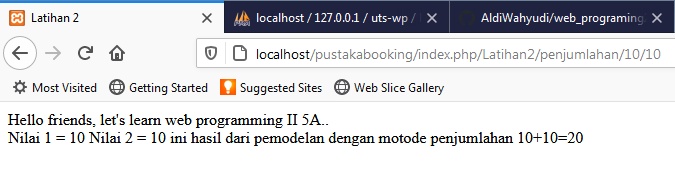 Latihan 2
localhost / 127.0.0.1 / uts-wp /
AldiWahyudi/web_programing
localhost/pustakabooking/index.php/Latihan2/penjumlahan/10/10
Most Visited Getting Started Suggested Sites Web Slice Gallery
Hello friends, let's learn web programming II 5A..
Nilai 1 = 10 Nilai 2 = 10 ini hasil dari pemodelan dengan motode penjumlahan 10+10=20